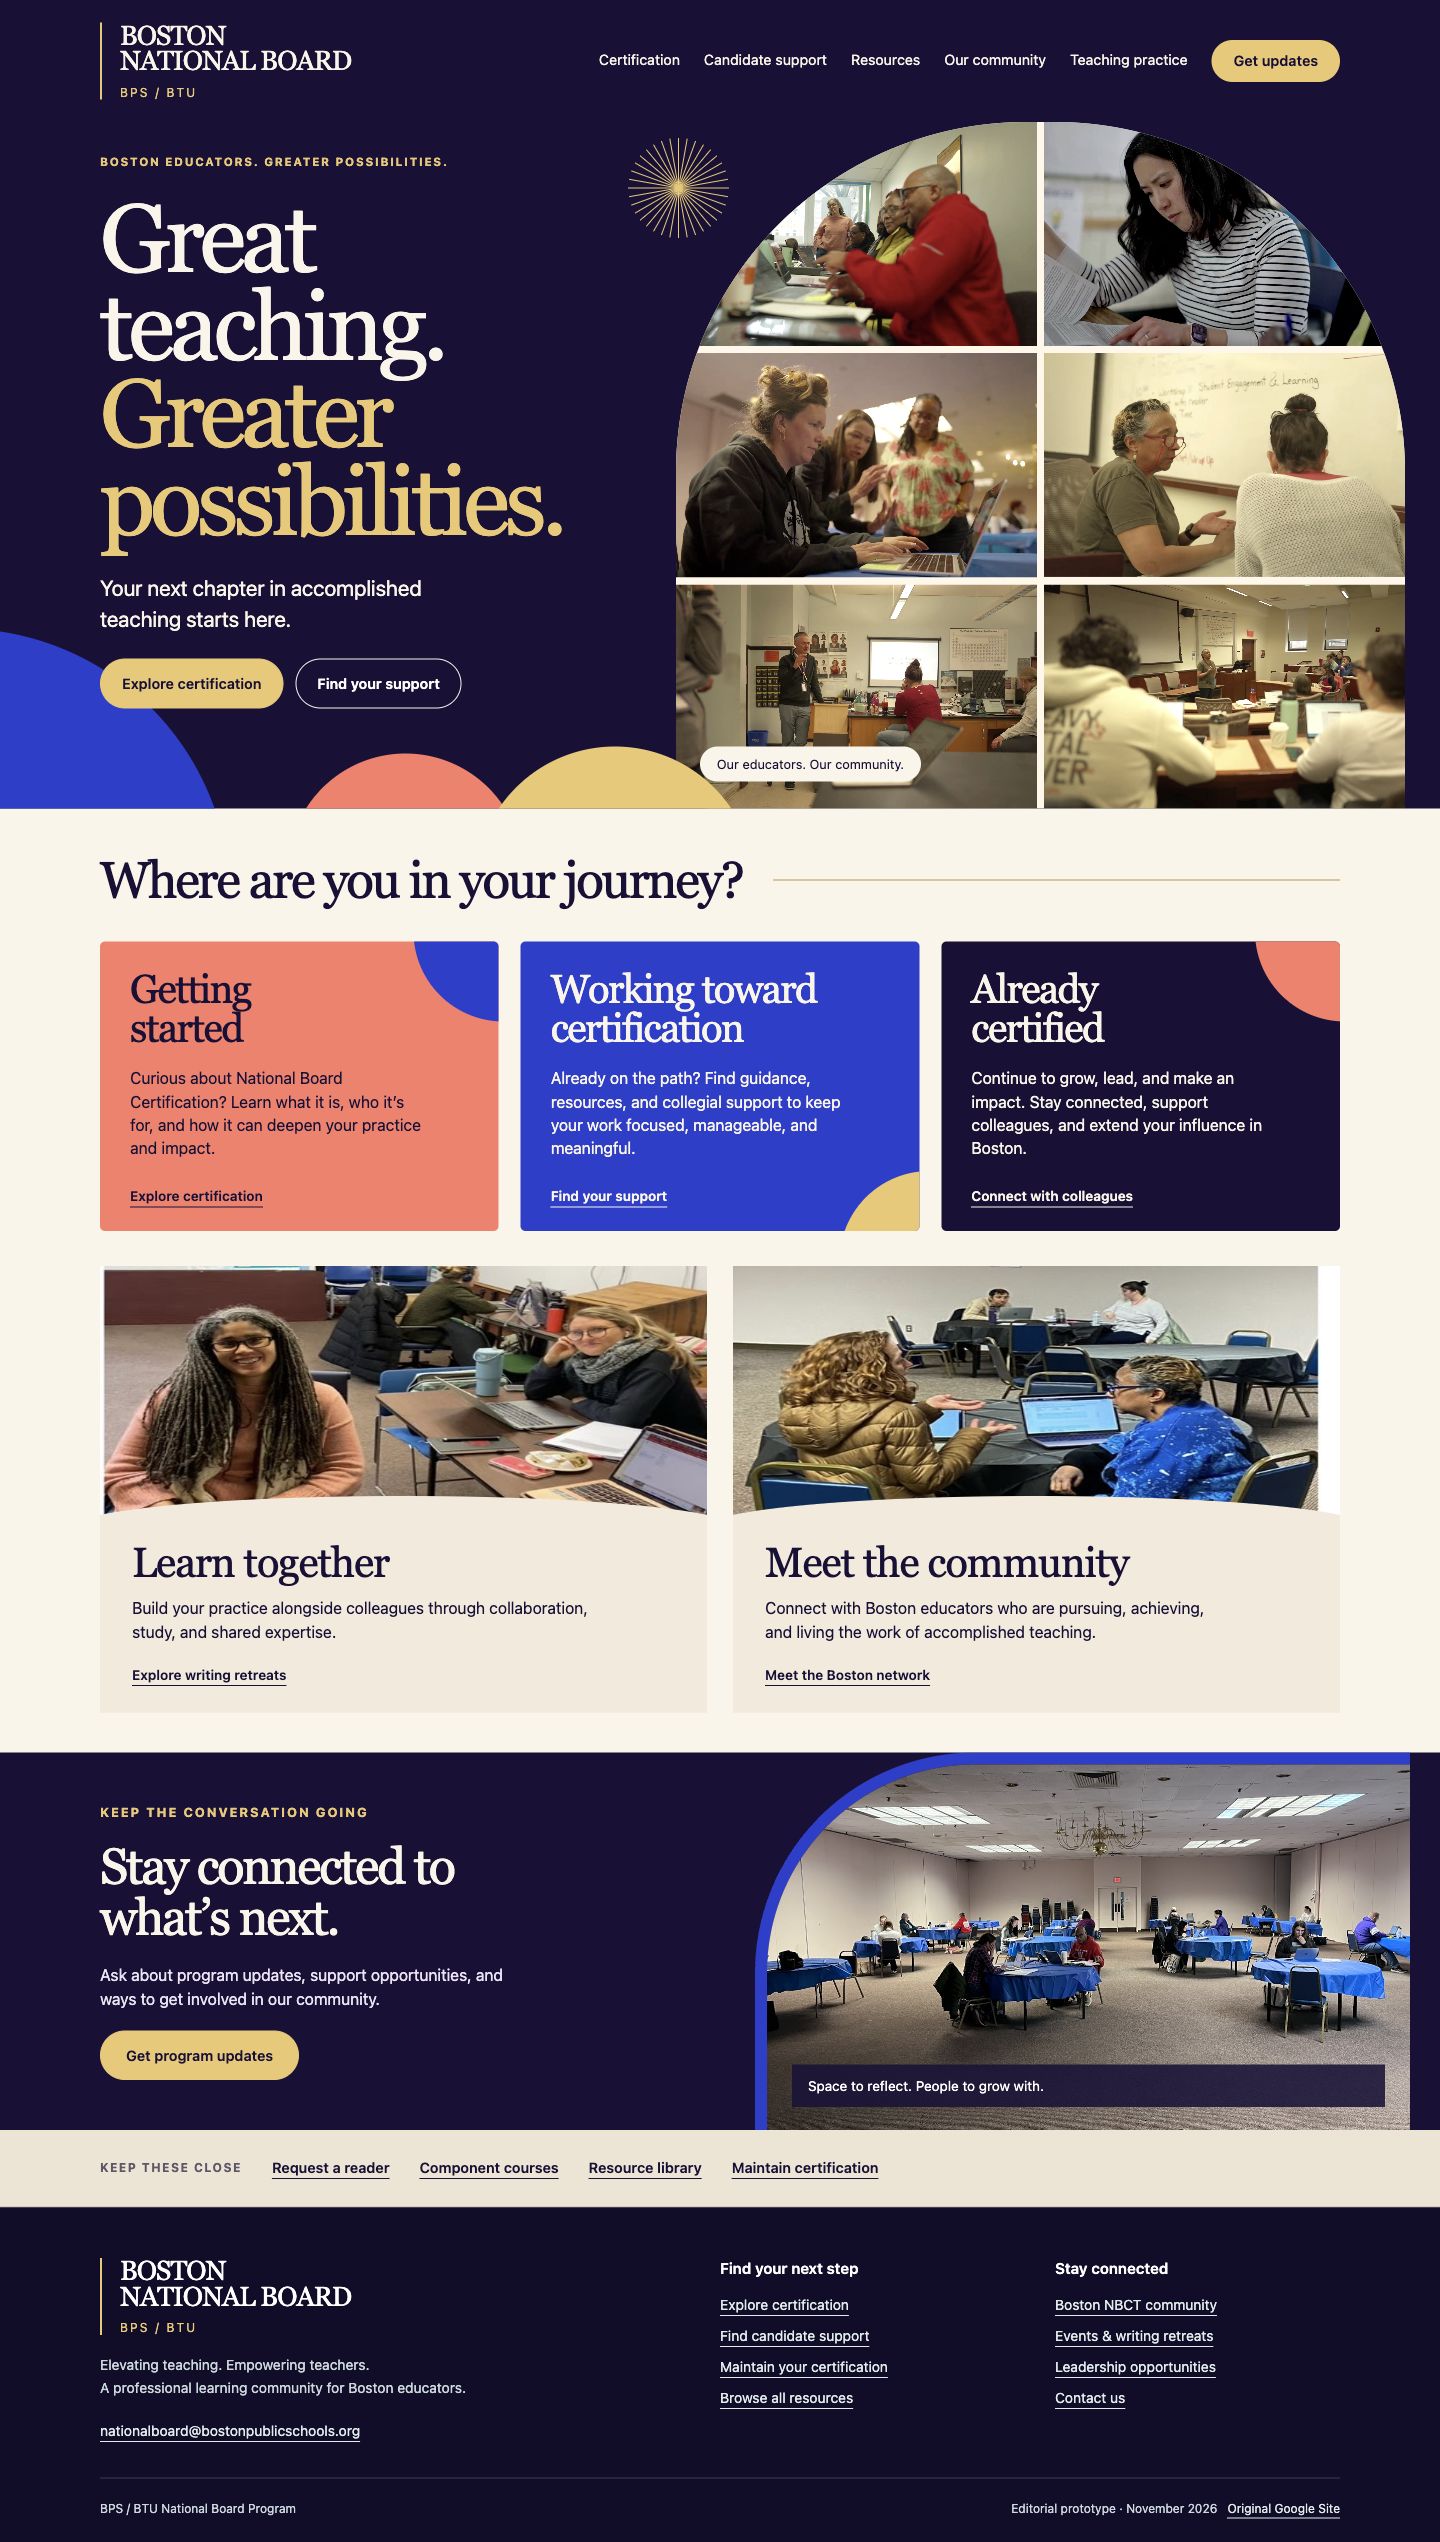 BOSTON
NATIONAL BOARD
BPS / BTU
Certification
Candidate support
Resources
Our community
Teaching practice
Get updates
BOSTON EDUCATORS. GREATER POSSIBILITIES.
Great
teaching.
Greater
possibilities.
Your next chapter in accomplished
teaching starts here.
Explore certification
Find your support
Student Engagement & Learning
Our educators. Our community.
Where are you in your journey?
Getting
started
Curious about National Board
Certification? Learn what it is, who it’s
for, and how it can deepen your practice
and impact.
Explore certification
Working toward
certification
Already on the path? Find guidance,
resources, and collegial support to keep
your work focused, manageable, and
meaningful.
Find your support
Already
certified
Continue to grow, lead, and make an
impact. Stay connected, support
colleagues, and extend your influence in
Boston.
Connect with colleagues
Learn together
Build your practice alongside colleagues through collaboration,
study, and shared expertise.
Explore writing retreats
Meet the community
Connect with Boston educators who are pursuing, achieving,
and living the work of accomplished teaching.
Meet the Boston network
KEEP THE CONVERSATION GOING
Stay connected to
what’s next.
Ask about program updates, support opportunities, and
ways to get involved in our community.
Get program updates
Space to reflect. People to grow with.
KEEP THESE CLOSE
Request a reader
Component courses
Resource library
Maintain certification
BOSTON
NATIONAL BOARD
BPS / BTU
Elevating teaching. Empowering teachers.
A professional learning community for Boston educators.
nationalboard@bostonpublicschools.org
Find your next step
Explore certification
Find candidate support
Maintain your certification
Browse all resources
Stay connected
Boston NBCT community
Events & writing retreats
Leadership opportunities
Contact us
BPS / BTU National Board Program
Editorial prototype · November 2026
Original Google Site